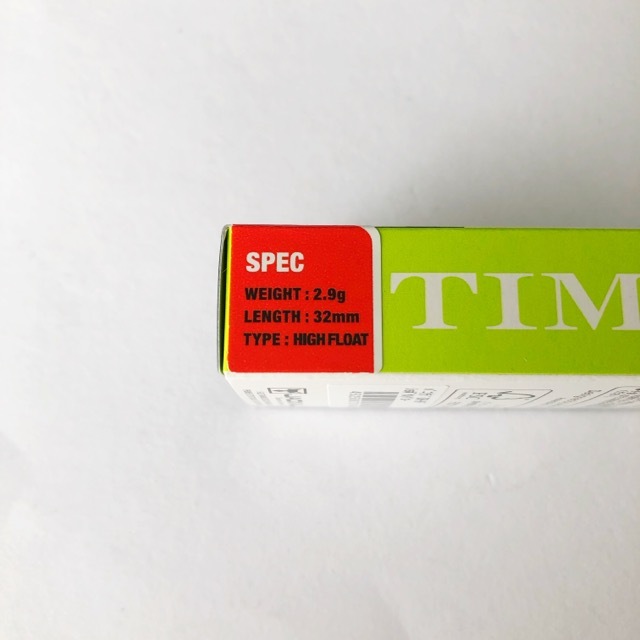 SPEC
WEIGHT : 2.9g
LENGTH : 32mm
TYPE : HIGH FLOAT
TIM